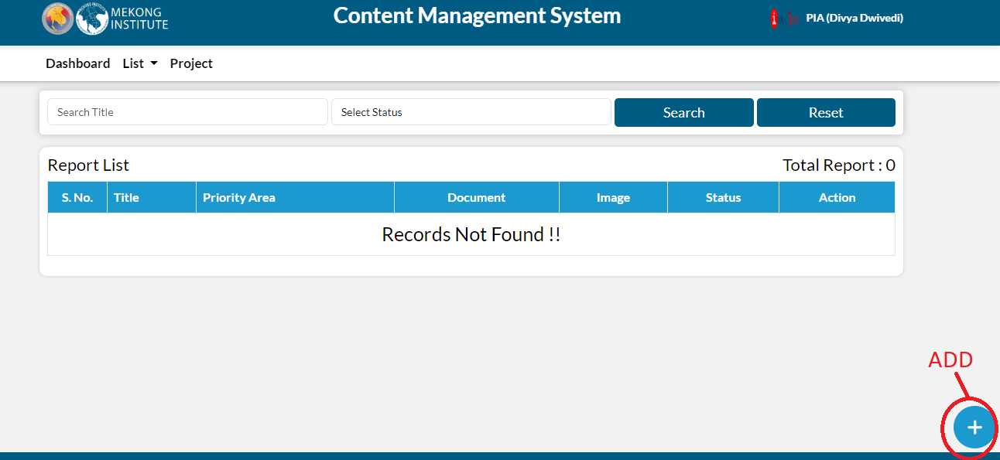 MEKONG
INSTITUTE
Content Management System
PIA (Divya Dwivedi)
Dashboard List Project
Search Title Select Status Search Reset
Report List Total Report : 0
S. No. Title Priority Area Document Image Status Action
Records Not Found !!
ADD
+